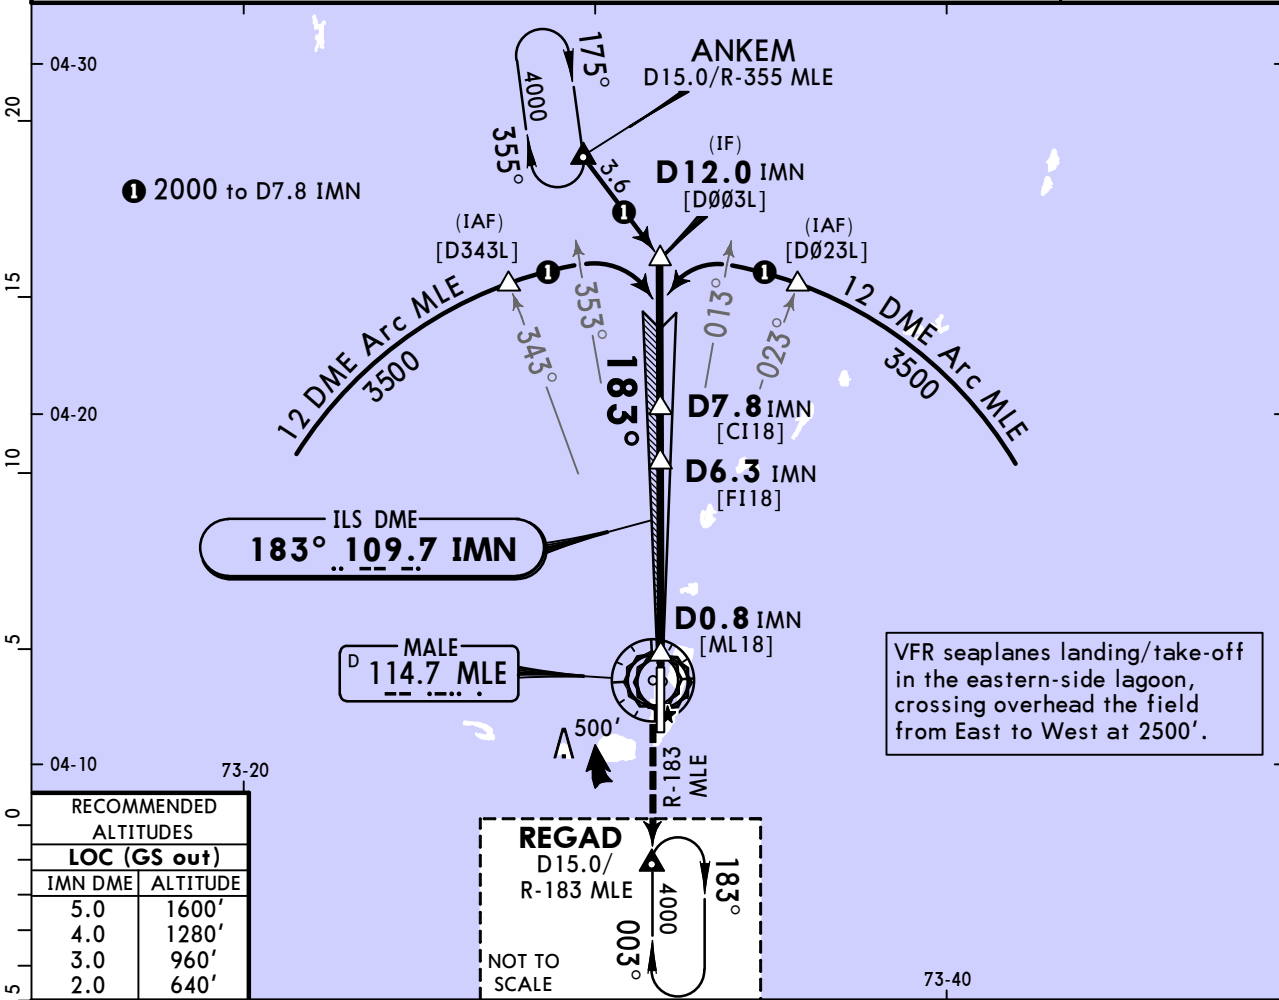 04-30
20
175°
4000
355°
ANKEM
D15.0/R-355 MLE
❶ 2000 to D7.8 IMN
3.6
1
(IF)
D12.0 IMN
[DØØ3L]
(IAF)
[D343L]
1
(IAF)
[DØ23L]
1
15
12 DME Arc MLE
3500
343°
353°
013°
023°
12 DME Arc MLE
3500
183°
04-20
D7.8 IMN
[CI18]
10
D6.3 IMN
[FI18]
ILS DME
183° 109.7 IMN
D0.8 IMN
[ML18]
5
MALE
D 114.7 MLE
VFR seaplanes landing/take-off
in the eastern-side lagoon,
crossing overhead the field
from East to West at 2500'.
500'
R-183
MLE
04-10
73-20
0
RECOMMENDED
ALTITUDES
LOC (GS out)
IMN DME ALTITUDE
5.0 1600'
4.0 1280'
3.0 960'
2.0 640'
5
REGAD
D15.0/
R-183 MLE
183°
4000
003°
NOT TO
SCALE
73-40